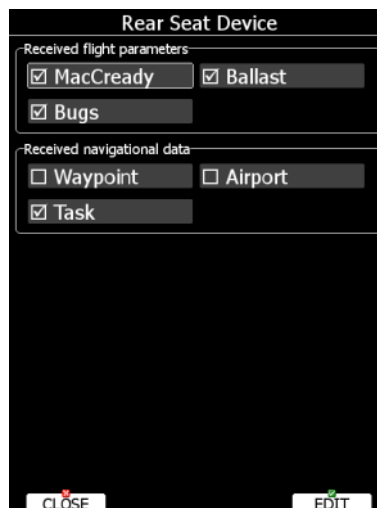 Rear Seat Device
Received flight parameters
MacCready Ballast
Bugs
Received navigational data
Waypoint Airport
Task
CLOSE EDIT